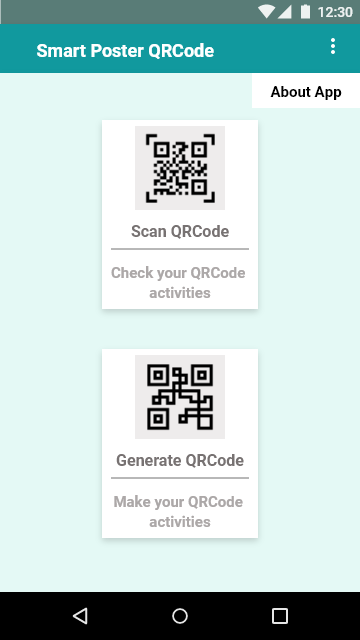 12:30
Smart Poster QRCode
About App
Scan QRCode
Check your QRCode
activities
Generate QRCode
Make your QRCode
activities